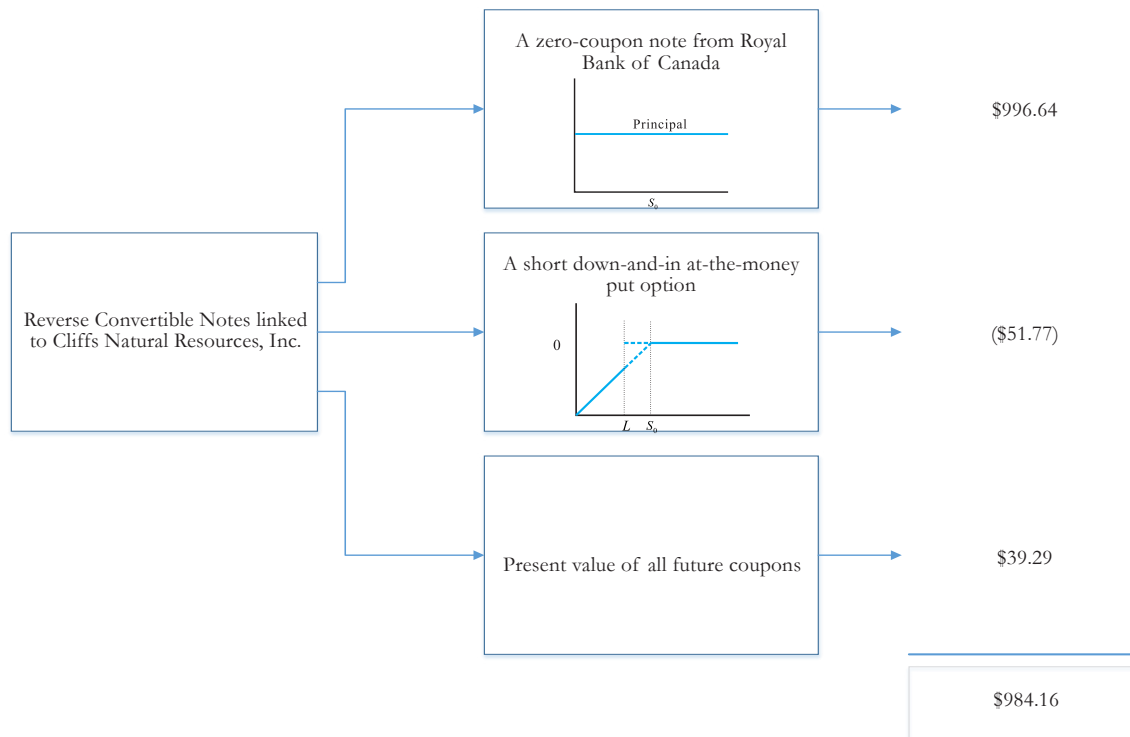 A zero-coupon note from Royal
Bank of Canada
Principal
S₀
$996.64
Reverse Convertible Notes linked
to Cliffs Natural Resources, Inc.
A short down-and-in at-the-money
put option
0
L S₀
($51.77)
Present value of all future coupons
$39.29
$984.16